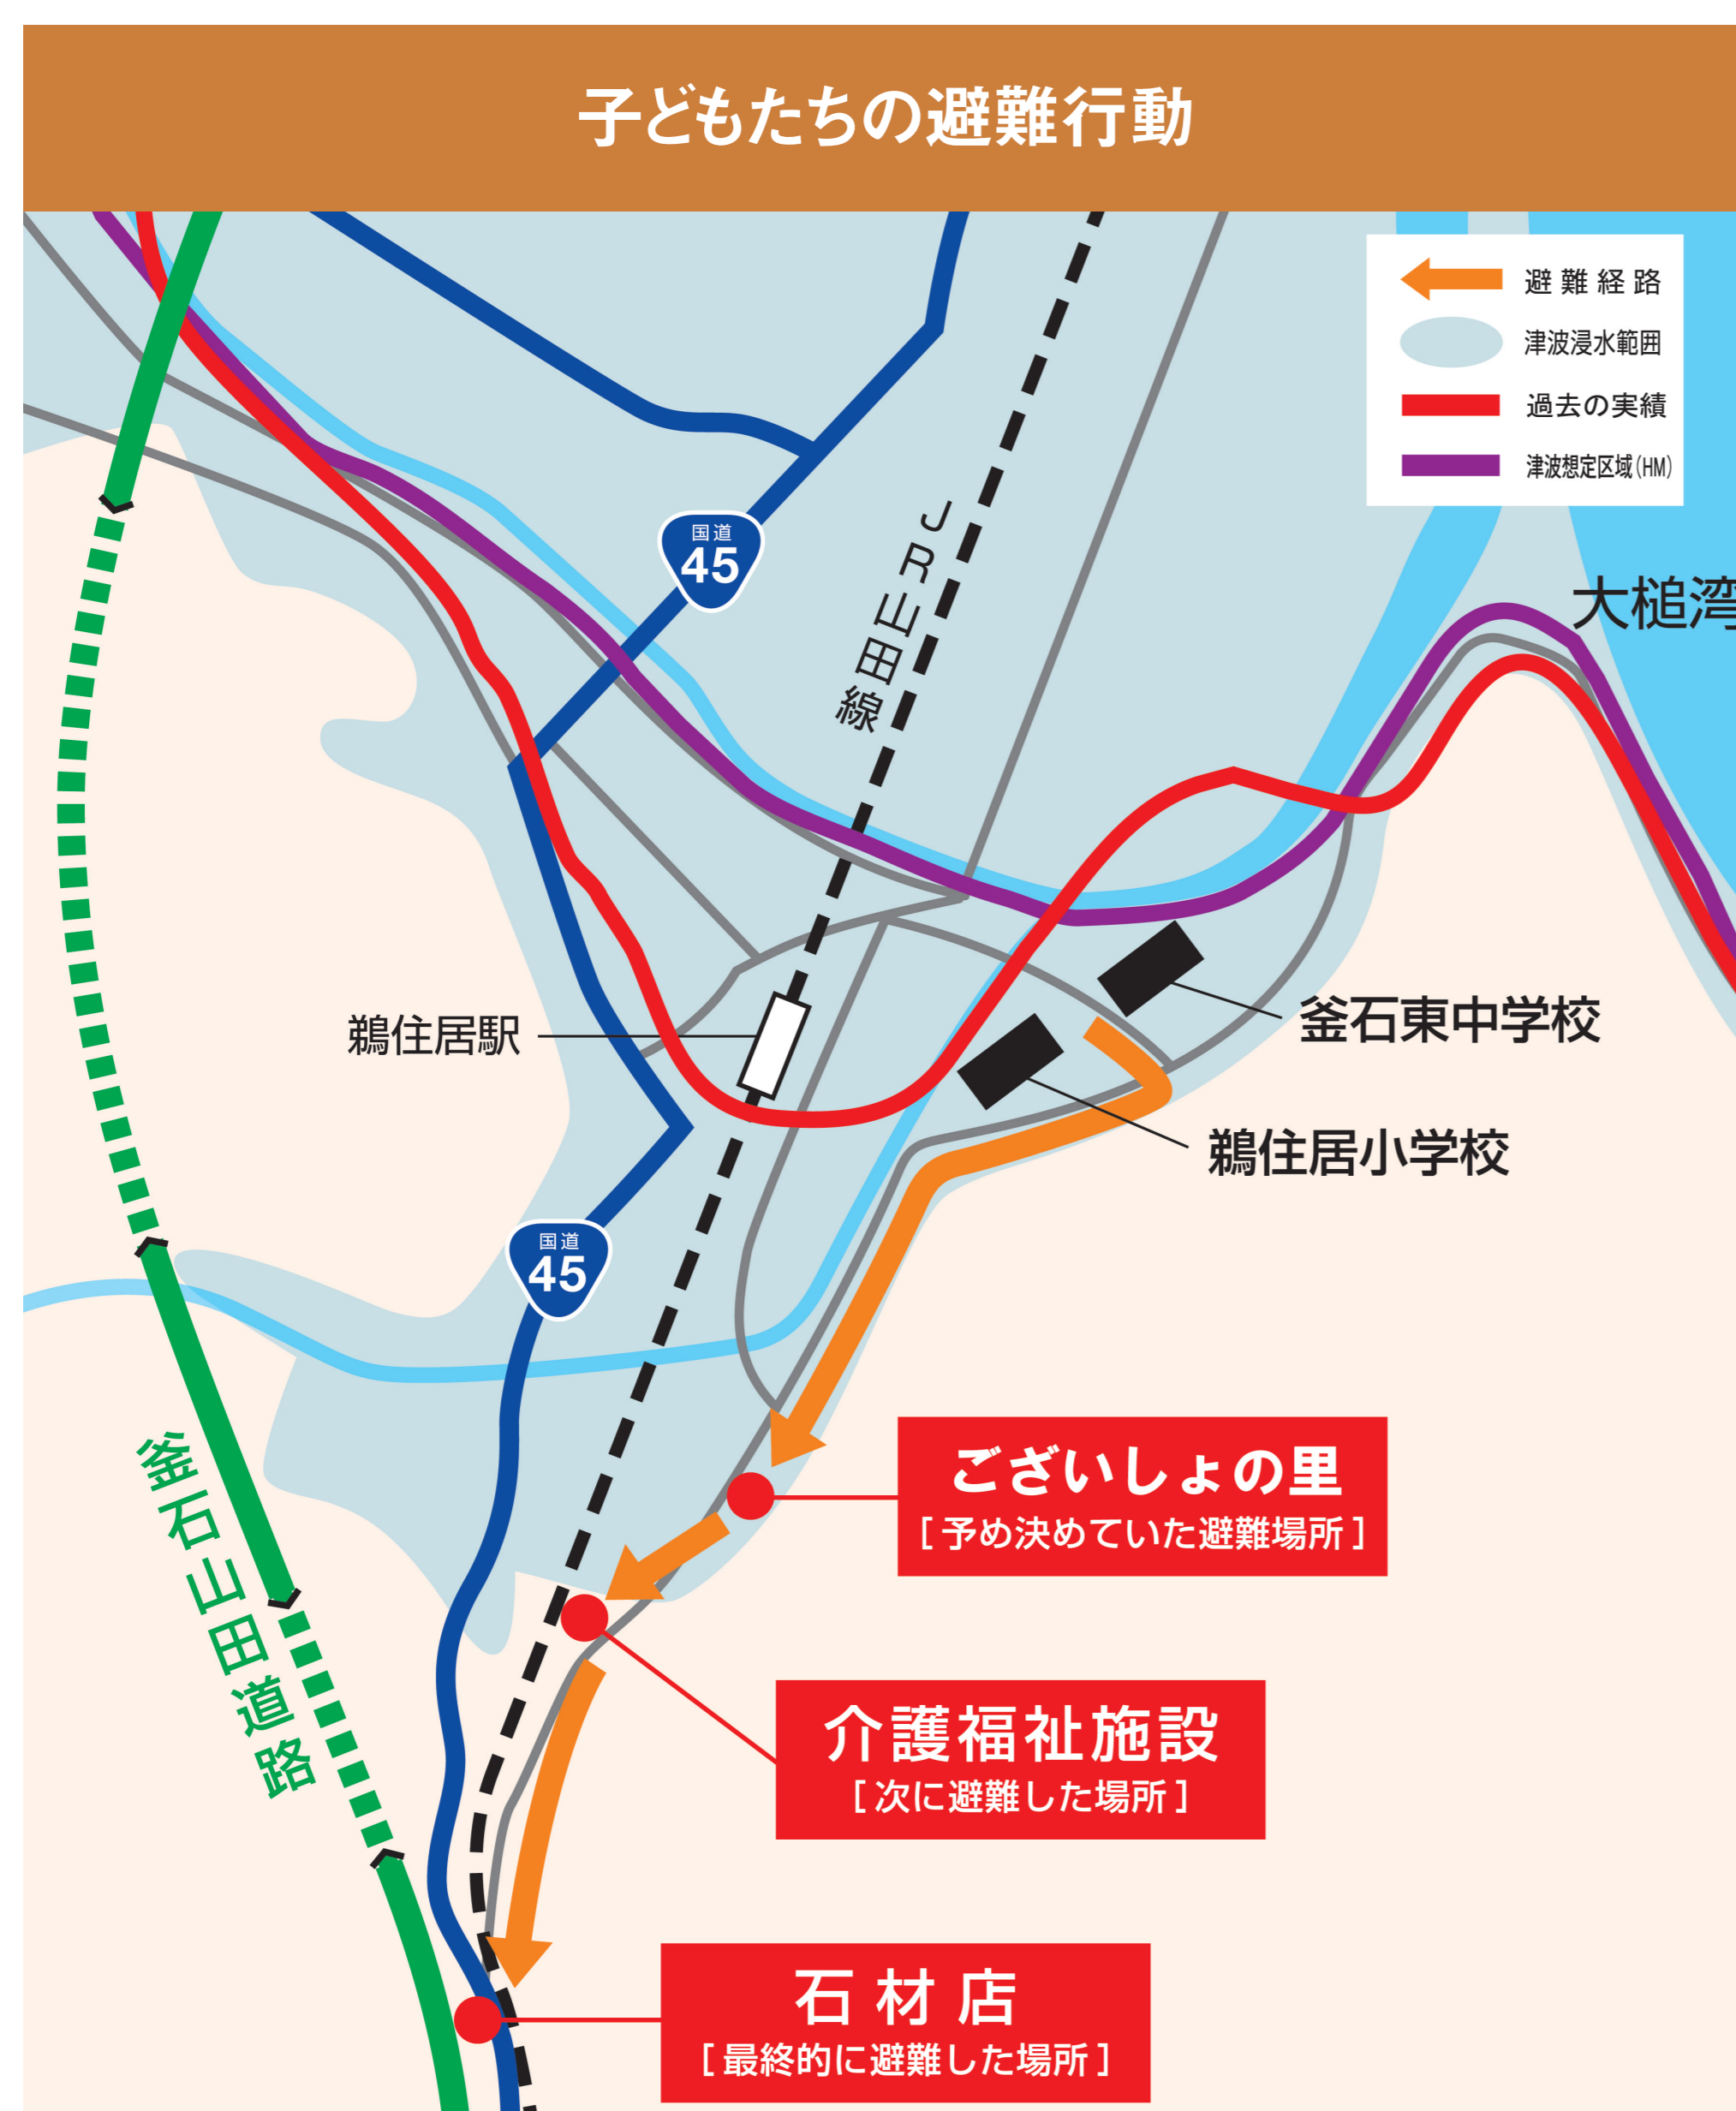 子どもたちの避難行動
避難経路
津波浸水範囲
過去の実績
津波想定区域(HM)
国道
45
JR山田線
大槌湾
鵜住居駅
釜石東中学校
鵜住居小学校
国道
45
釜石山田道路
ございしょの里
[予め決めていた避難場所]
介護福祉施設
[次に避難した場所]
石材店
[最終的に避難した場所]